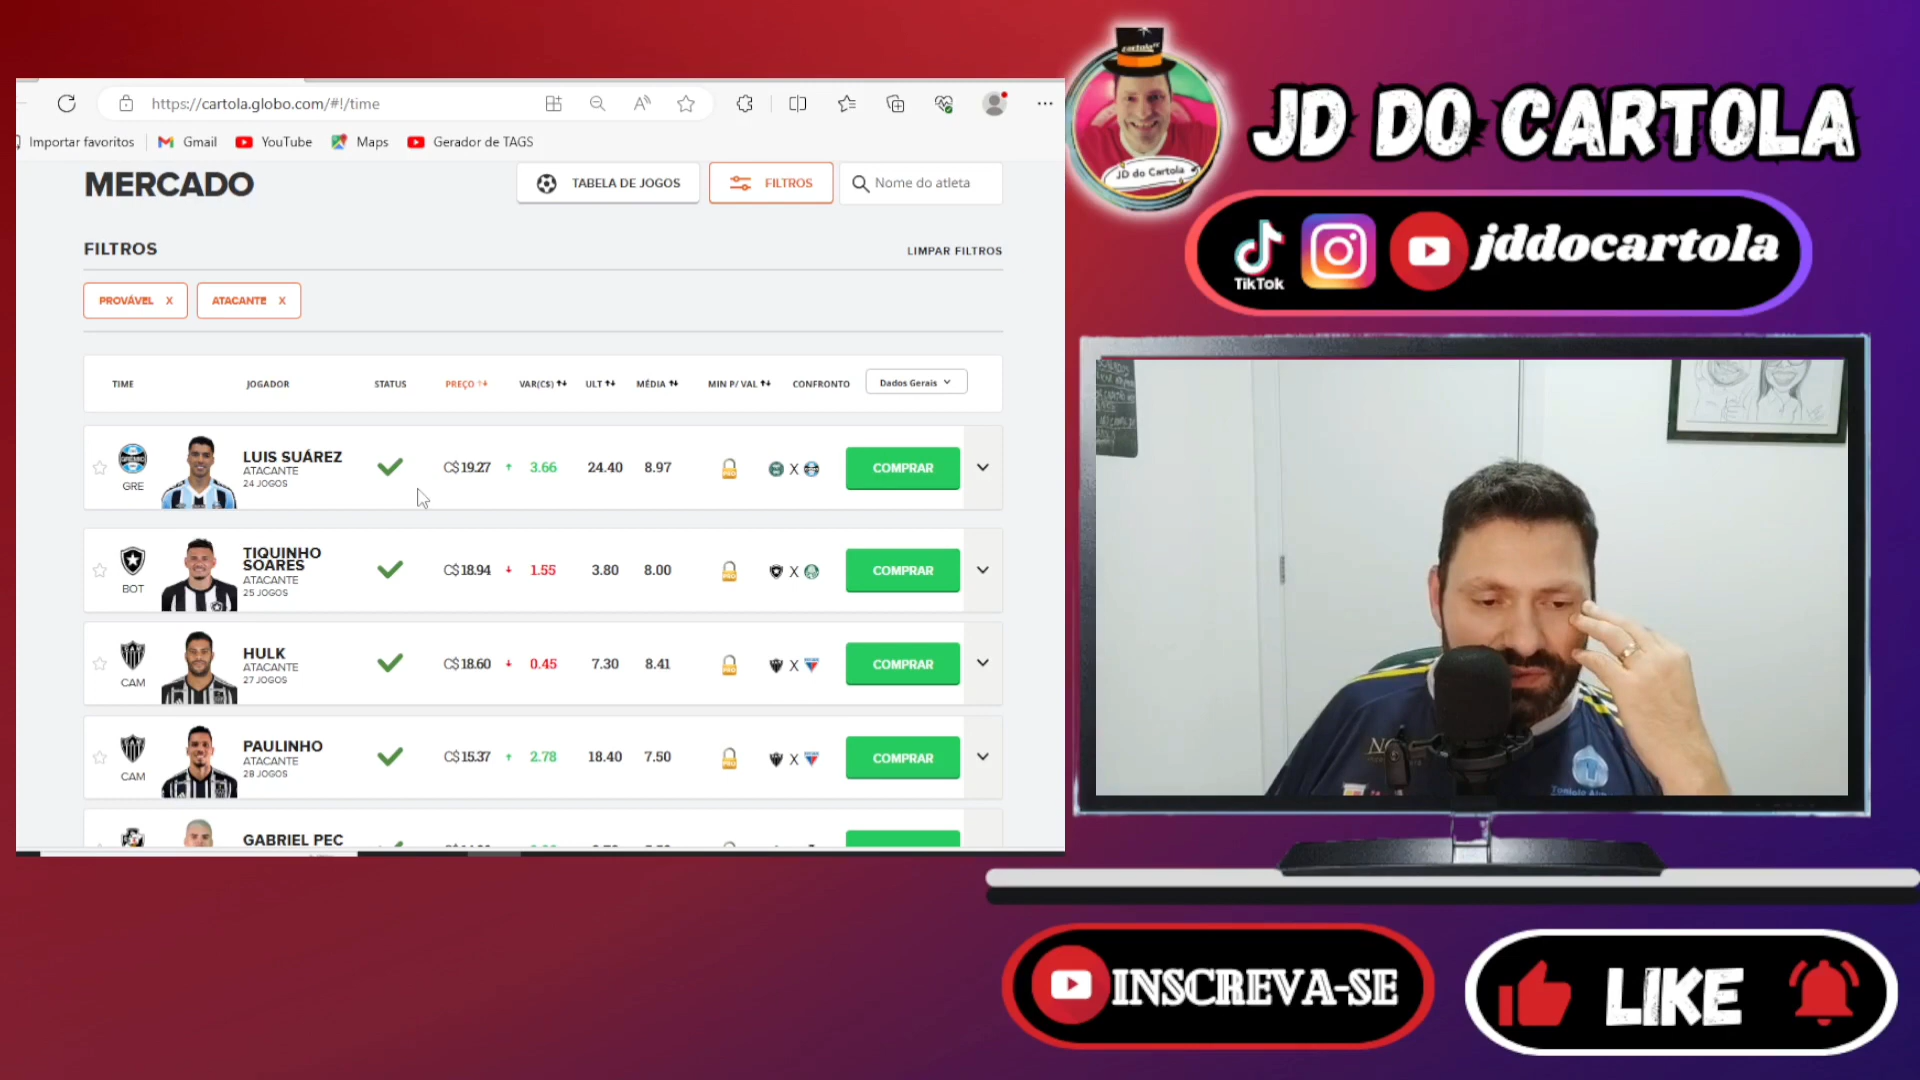 https://cartola.globo.com/#!/time
Importar favoritos
Gmail
YouTube
Maps
Gerador de TAGS
MERCADO
TABELA DE JOGOS
FILTROS
Nome do atleta
FILTROS
LIMPAR FILTROS
PROVÁVEL X
ATACANTE X
TIME JOGADOR STATUS PREÇO VAR(C$) ULT MÉDIA MIN P/ VAL CONFRONTO Dados Gerais
GRE
LUIS SUÁREZ
ATACANTE
24 JOGOS
C$ 19.27 3.66 24.40 8.97
PRO
X
COMPRAR
BOT
TIQUINHO
SOARES
ATACANTE
25 JOGOS
C$ 18.94 1.55 3.80 8.00
PRO
X
COMPRAR
CAM
HULK
ATACANTE
27 JOGOS
C$ 18.60 0.45 7.30 8.41
PRO
X
COMPRAR
CAM
PAULINHO
ATACANTE
28 JOGOS
C$ 15.37 2.78 18.40 7.50
PRO
X
COMPRAR
GABRIEL PEC
cartola
JD do Cartola
JD DO CARTOLA
TikTok
jddocartola
INSCREVA-SE
LIKE